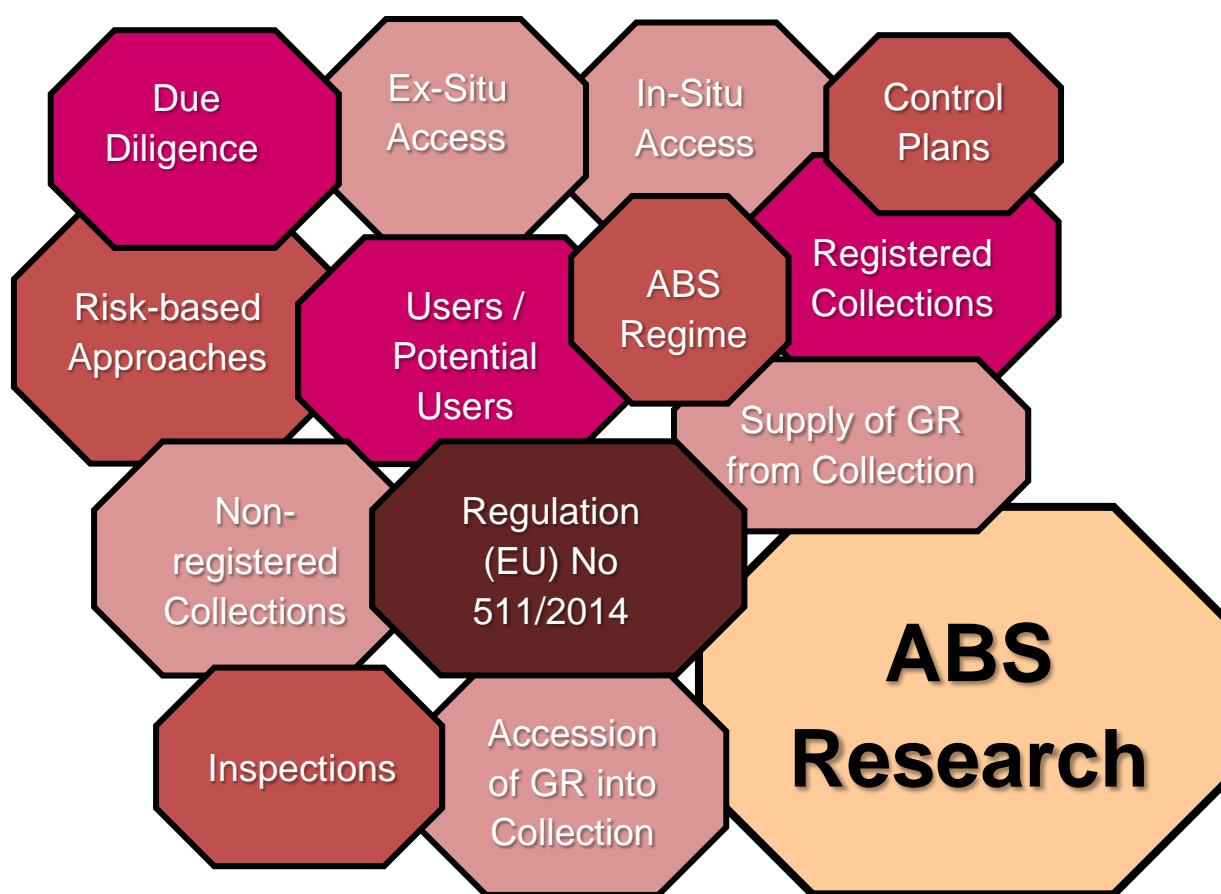 Due
Diligence
Ex-Situ
Access
In-Situ
Access
Control
Plans
Risk-based
Approaches
Users /
Potential
Users
ABS
Regime
Registered
Collections
Supply of GR
from Collection
Non-
registered
Collections
Regulation
(EU) No
511/2014
ABS
Research
Inspections
Accession
of GR into
Collection